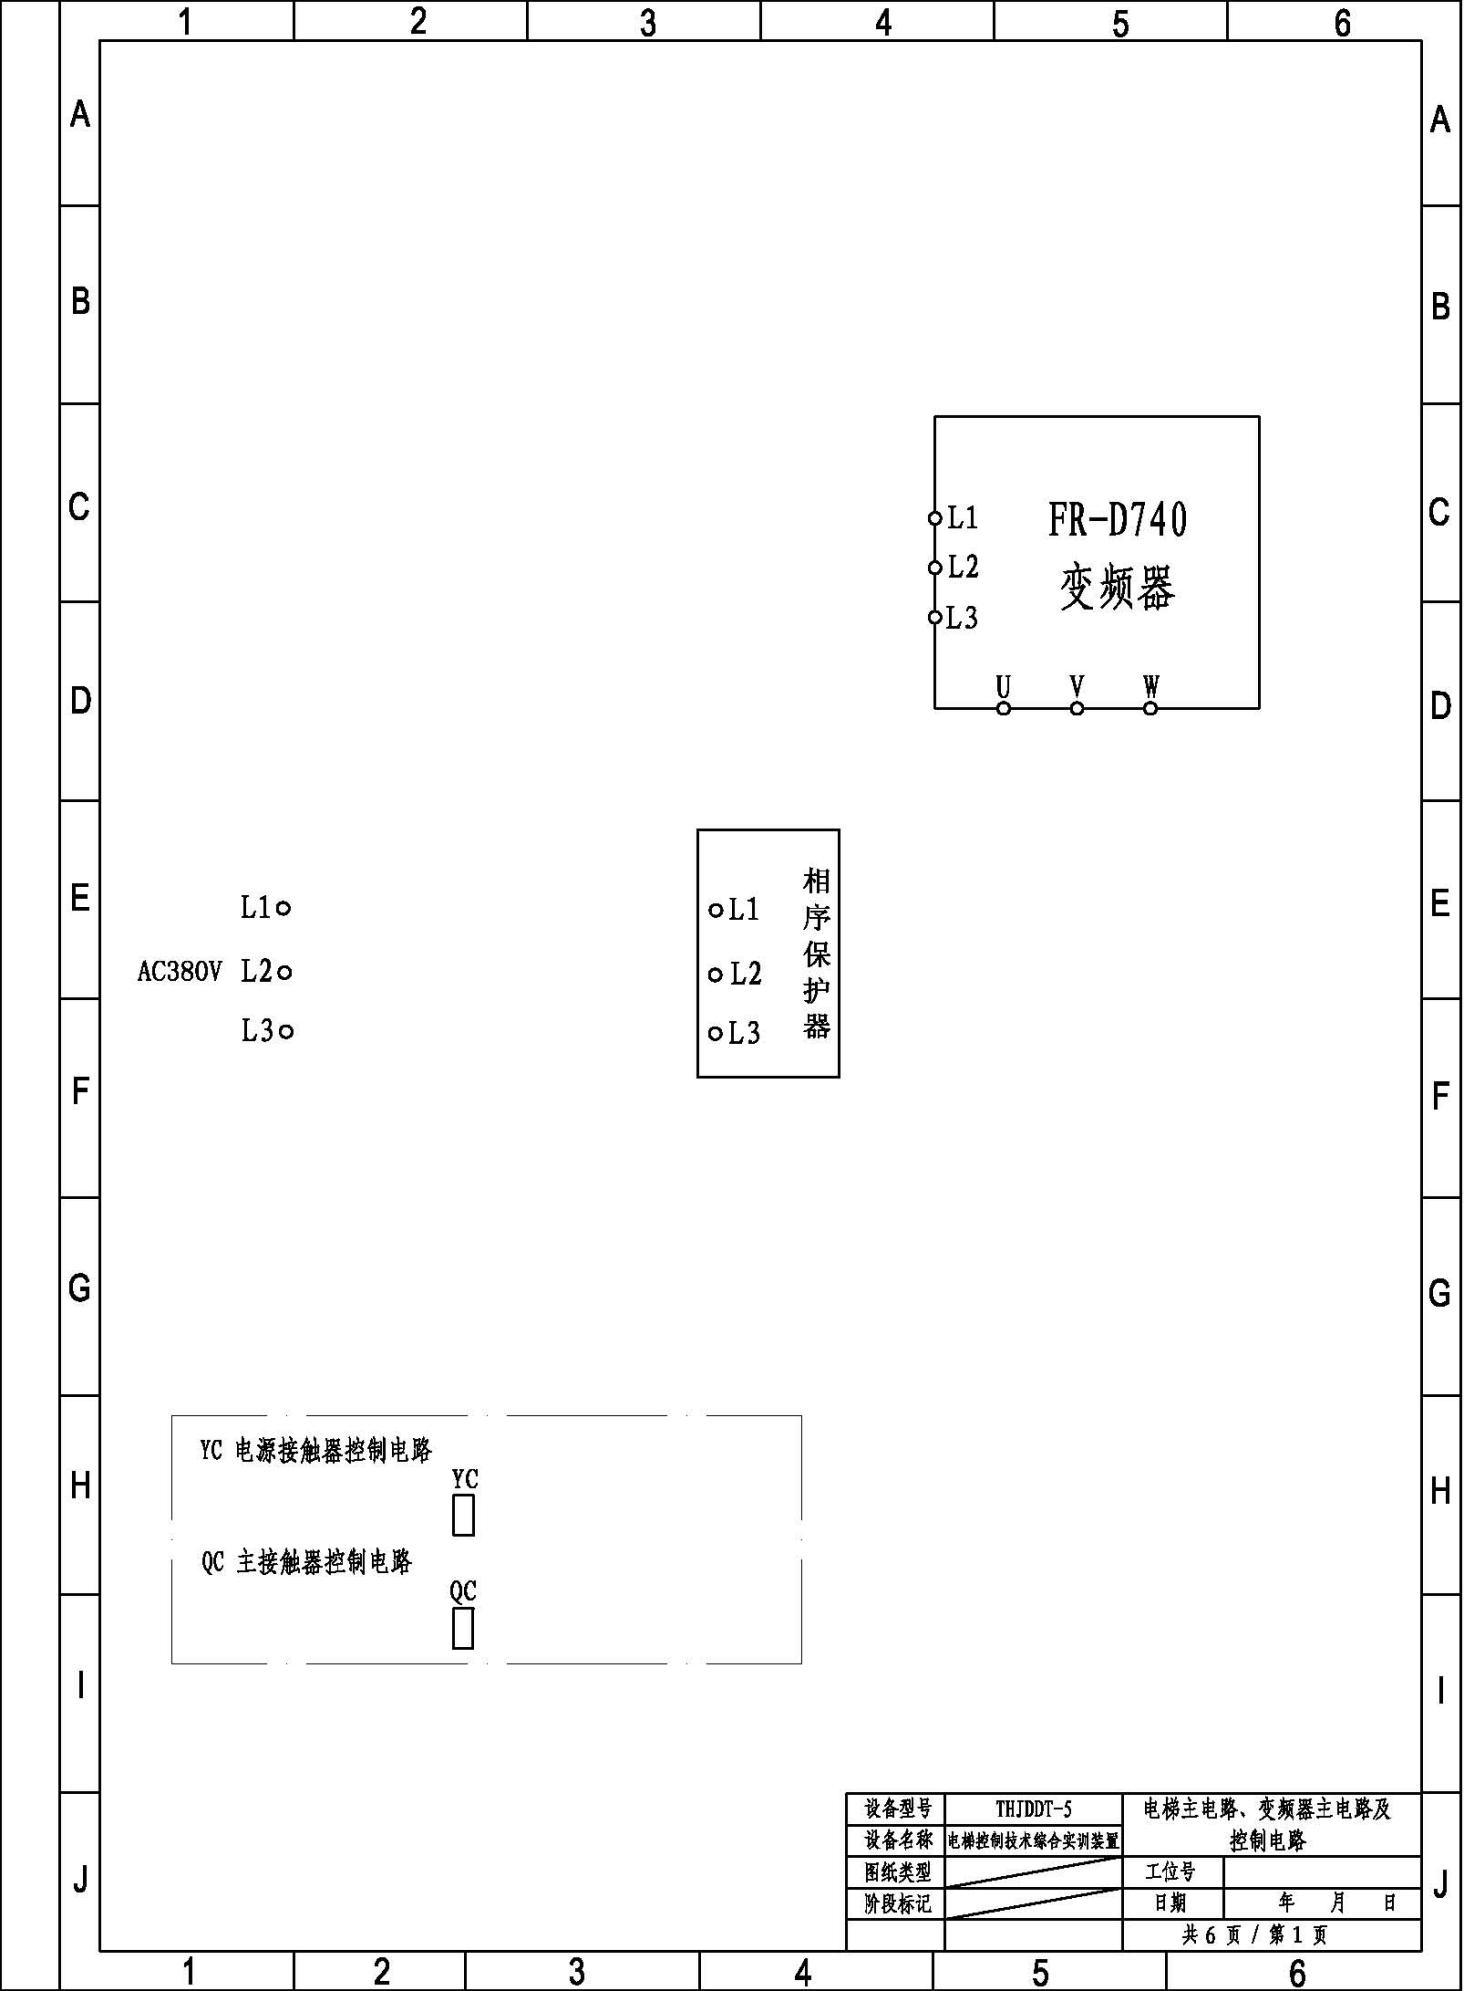 1 2 3 4 5 6
A A
B B
C C
D D
E E
F F
G G
H H
I I
J J
L1 FR-D740
L2 变频器
L3
U V W
L1
AC380V L2
L3
相序保护器
L1
L2
L3
YC 电源接触器控制电路
YC
QC 主接触器控制电路
QC
设备型号 THJDDT-5 电梯主电路、变频器主电路及
设备名称 电梯控制技术综合实训装置 控制电路
图纸类型 工位号
阶段标记 日期 年 月 日
共 6 页 / 第 1 页
1 2 3 4 5 6